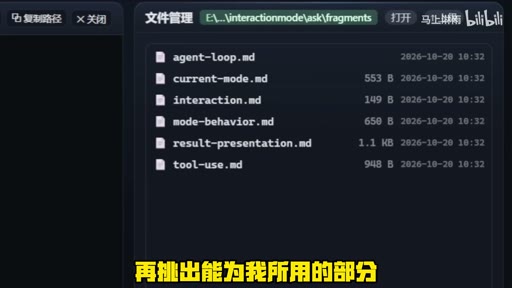 复制路径
关闭
文件管理
E:\...\interactionmode\ask\fragments
打开
bilibili
agent-loop.md 2026-10-20 10:32
current-mode.md 553 B 2026-10-20 10:32
interaction.md 149 B 2026-10-20 10:32
mode-behavior.md 650 B 2026-10-20 10:32
result-presentation.md 1.1 KB 2026-10-20 10:32
tool-use.md 948 B 2026-10-20 10:32
再挑出能为我所用的部分